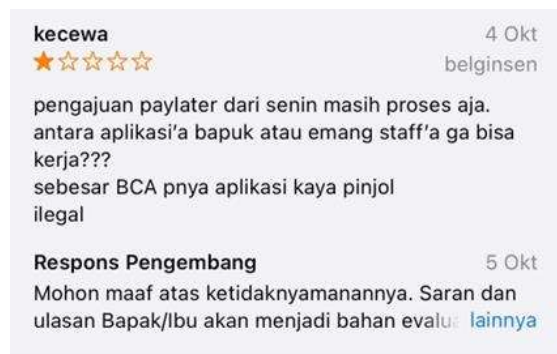 kecewa
4 Okt
belginsen
pengajuan paylater dari senin masih proses aja.
antara aplikasi'a bapuk atau emang staff'a ga bisa
kerja???
sebesar BCA pnya aplikasi kaya pinjol
ilegal
Respons Pengembang
5 Okt
Mohon maaf atas ketidaknyamanannya. Saran dan
ulasan Bapak/Ibu akan menjadi bahan evalu lainnya